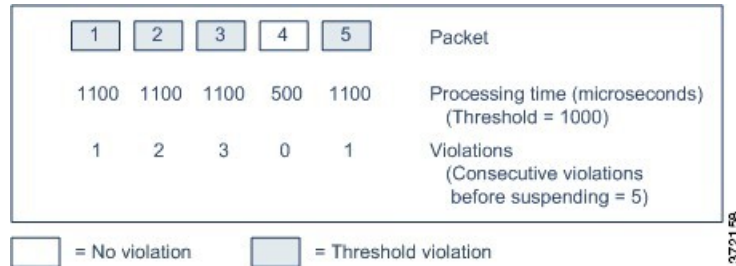 1 2 3 4 5 Packet
1100 1100 1100 500 1100 Processing time (microseconds)
(Threshold = 1000)
1 2 3 0 1 Violations
(Consecutive violations
before suspending = 5)
= No violation = Threshold violation
372159